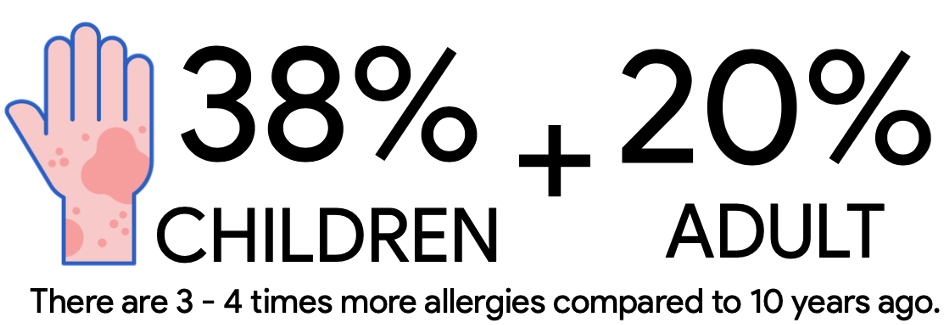 38% + 20%
CHILDREN ADULT
There are 3 - 4 times more allergies compared to 10 years ago.